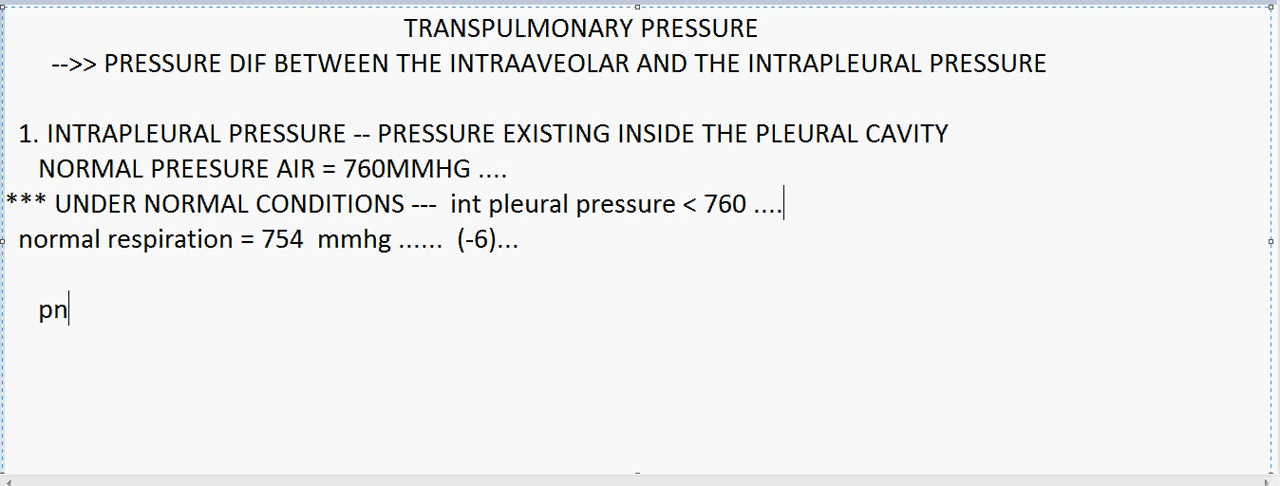 TRANSPULMONARY PRESSURE
-->> PRESSURE DIF BETWEEN THE INTRAAVEOLAR AND THE INTRAPLEURAL PRESSURE
1. INTRAPLEURAL PRESSURE -- PRESSURE EXISTING INSIDE THE PLEURAL CAVITY
NORMAL PREESURE AIR = 760MMHG ....
*** UNDER NORMAL CONDITIONS --- int pleural pressure < 760 ....
normal respiration = 754 mmhg ...... (-6)...
pn